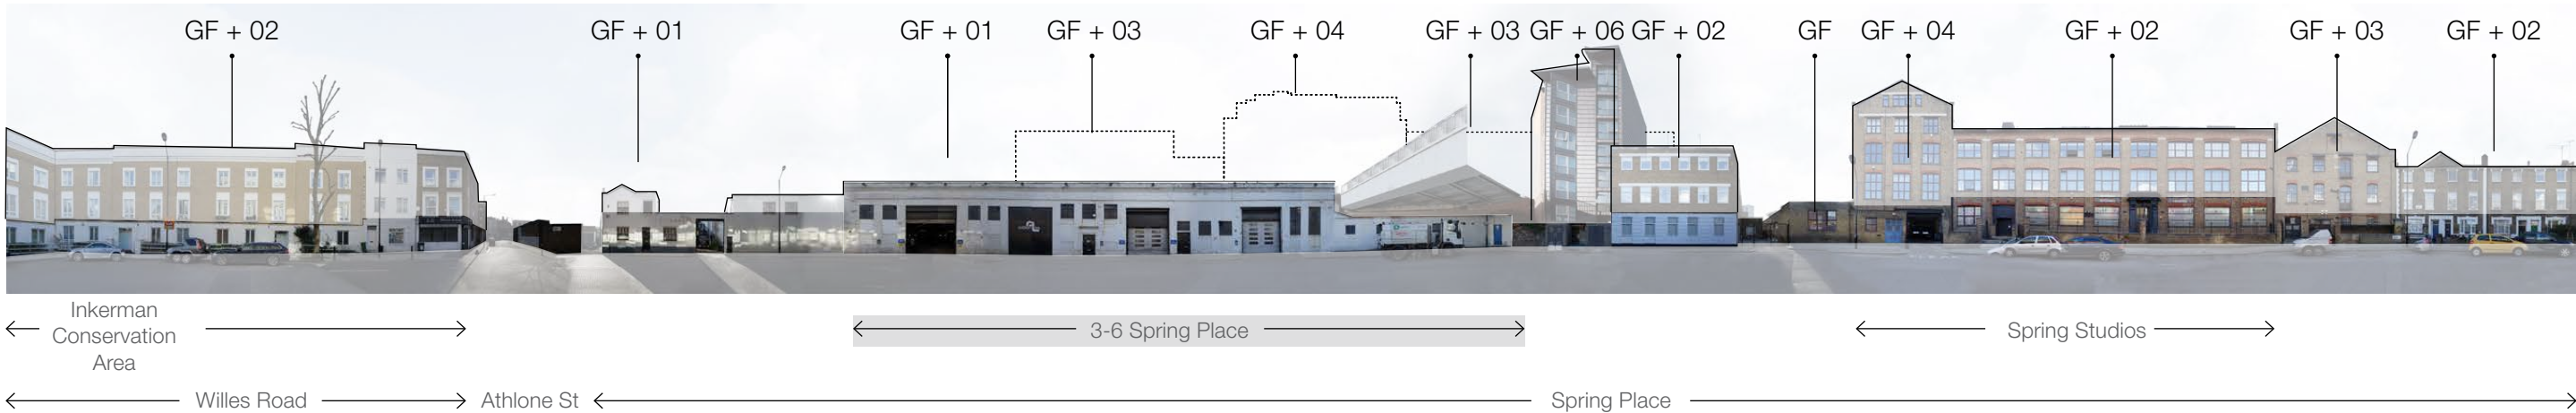 GF + 02 GF + 01 GF + 01 GF + 03 GF + 04 GF + 03 GF + 06 GF + 02 GF GF + 04 GF + 02 GF + 03 GF + 02
Inkerman
Conservation
Area
3-6 Spring Place
Spring Studios
Willes Road
Athlone St
Spring Place